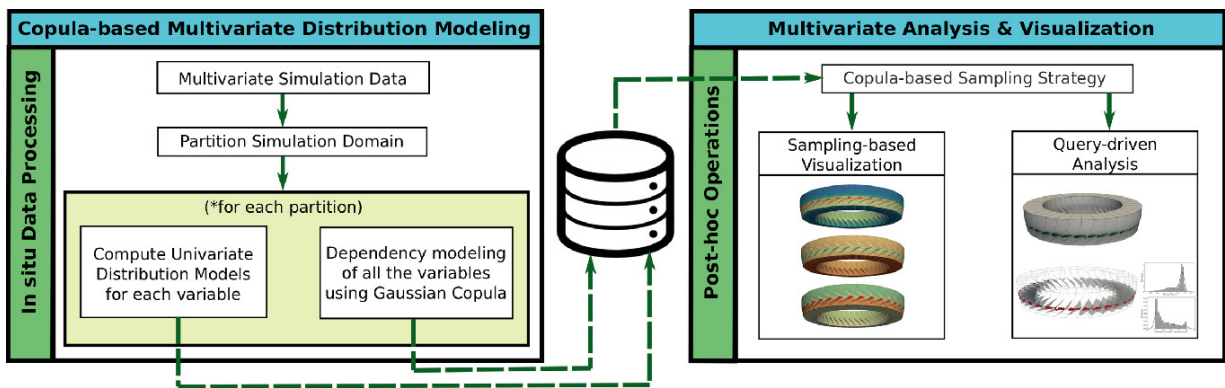 Copula-based Multivariate Distribution Modeling
In situ Data Processing
Multivariate Simulation Data
Partition Simulation Domain
(*for each partition)
Compute Univariate
Distribution Models
for each variable
Dependency modeling
of all the variables
using Gaussian Copula
Multivariate Analysis & Visualization
Post-hoc Operations
Copula-based Sampling Strategy
Sampling-based
Visualization
Query-driven
Analysis